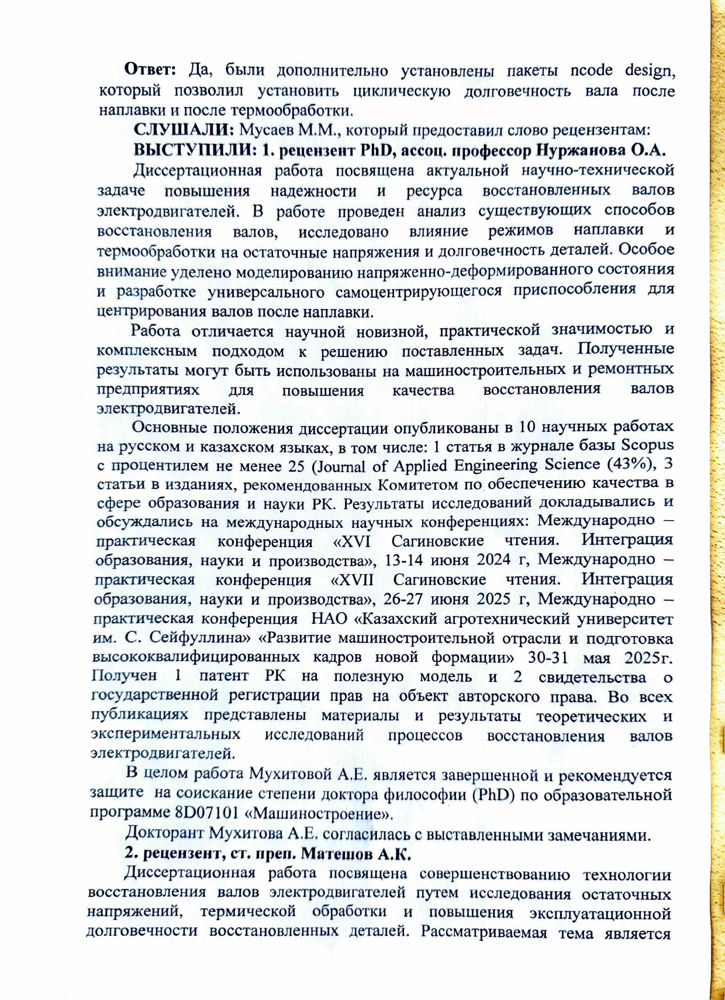 Ответ: Да, были дополнительно установлены пакеты ncode design,
который позволил установить циклическую долговечность вала после
наплавки и после термообработки.
СЛУШАЛИ: Мусаев М.М., который предоставил слово рецензентам:
ВЫСТУПИЛИ: 1. рецензент PhD, ассоц. профессор Нуржанова О.А.
Диссертационная работа посвящена актуальной научно-технической
задаче повышения надежности и ресурса восстановленных валов
электродвигателей. В работе проведен анализ существующих способов
восстановления валов, исследовано влияние режимов наплавки и
термообработки на остаточные напряжения и долговечность деталей. Особое
внимание уделено моделированию напряженно-деформированного состояния
и разработке универсального самоцентрирующегося приспособления для
центрирования валов после наплавки.
Работа отличается научной новизной, практической значимостью и
комплексным подходом к решению поставленных задач. Полученные
результаты могут быть использованы на машиностроительных и ремонтных
предприятиях для повышения качества восстановления валов
электродвигателей.
Основные положения диссертации опубликованы в 10 научных работах
на русском и казахском языках, в том числе: 1 статья в журнале базы Scopus
с процентилем не менее 25 (Journal of Applied Engineering Science (43%), 3
статьи в изданиях, рекомендованных Комитетом по обеспечению качества в
сфере образования и науки РК. Результаты исследований докладывались и
обсуждались на международных научных конференциях: Международно –
практическая конференция «XVI Сагиновские чтения. Интеграция
образования, науки и производства», 13-14 июня 2024 г, Международно –
практическая конференция «XVII Сагиновские чтения. Интеграция
образования, науки и производства», 26-27 июня 2025 г, Международно –
практическая конференция НАО «Казахский агротехнический университет
им. С. Сейфуллина» «Развитие машиностроительной отрасли и подготовка
высококвалифицированных кадров новой формации» 30-31 мая 2025г.
Получен 1 патент РК на полезную модель и 2 свидетельства о
государственной регистрации прав на объект авторского права. Во всех
публикациях представлены материалы и результаты теоретических и
экспериментальных исследований процессов восстановления валов
электродвигателей.
В целом работа Мухитовой А.Е. является завершенной и рекомендуется
защите на соискание степени доктора философии (PhD) по образовательной
программе 8D07101 «Машиностроение».
Докторант Мухитова А.Е. согласилась с выставленными замечаниями.
2. рецензент, ст. преп. Матешов А.К.
Диссертационная работа посвящена совершенствованию технологии
восстановления валов электродвигателей путем исследования остаточных
напряжений, термической обработки и повышения эксплуатационной
долговечности восстановленных деталей. Рассматриваемая тема является